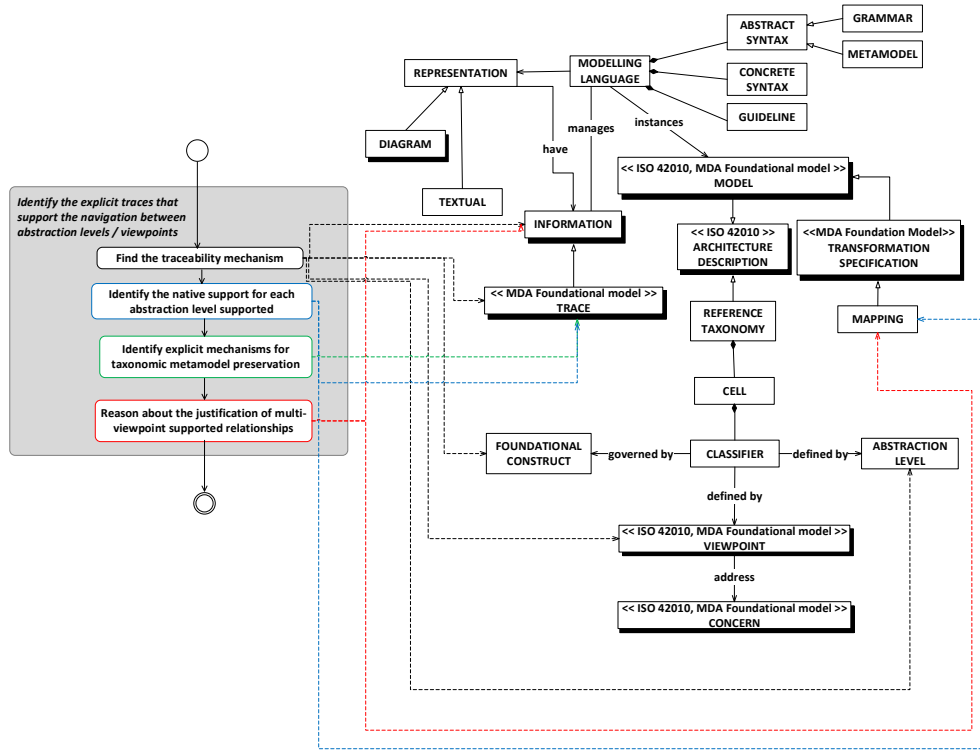 Identify the explicit traces that
support the navigation between
abstraction levels / viewpoints
Find the traceability mechanism
Identify the native support for each
abstraction level supported
Identify explicit mechanisms for
taxonomic metamodel preservation
Reason about the justification of multi-
viewpoint supported relationships
REPRESENTATION
MODELLING
LANGUAGE
ABSTRACT
SYNTAX
GRAMMAR
METAMODEL
CONCRETE
SYNTAX
GUIDELINE
DIAGRAM
TEXTUAL
have
manages
instances
<< ISO 42010, MDA Foundational model >>
MODEL
INFORMATION
<< ISO 42010 >>
ARCHITECTURE
DESCRIPTION
<<MDA Foundation Model>>
TRANSFORMATION
SPECIFICATION
<< MDA Foundational model >>
TRACE
REFERENCE
TAXONOMY
MAPPING
CELL
FOUNDATIONAL
CONSTRUCT
governed by
CLASSIFIER
defined by
ABSTRACTION
LEVEL
defined by
<< ISO 42010, MDA Foundational model >>
VIEWPOINT
address
<< ISO 42010, MDA Foundational model >>
CONCERN